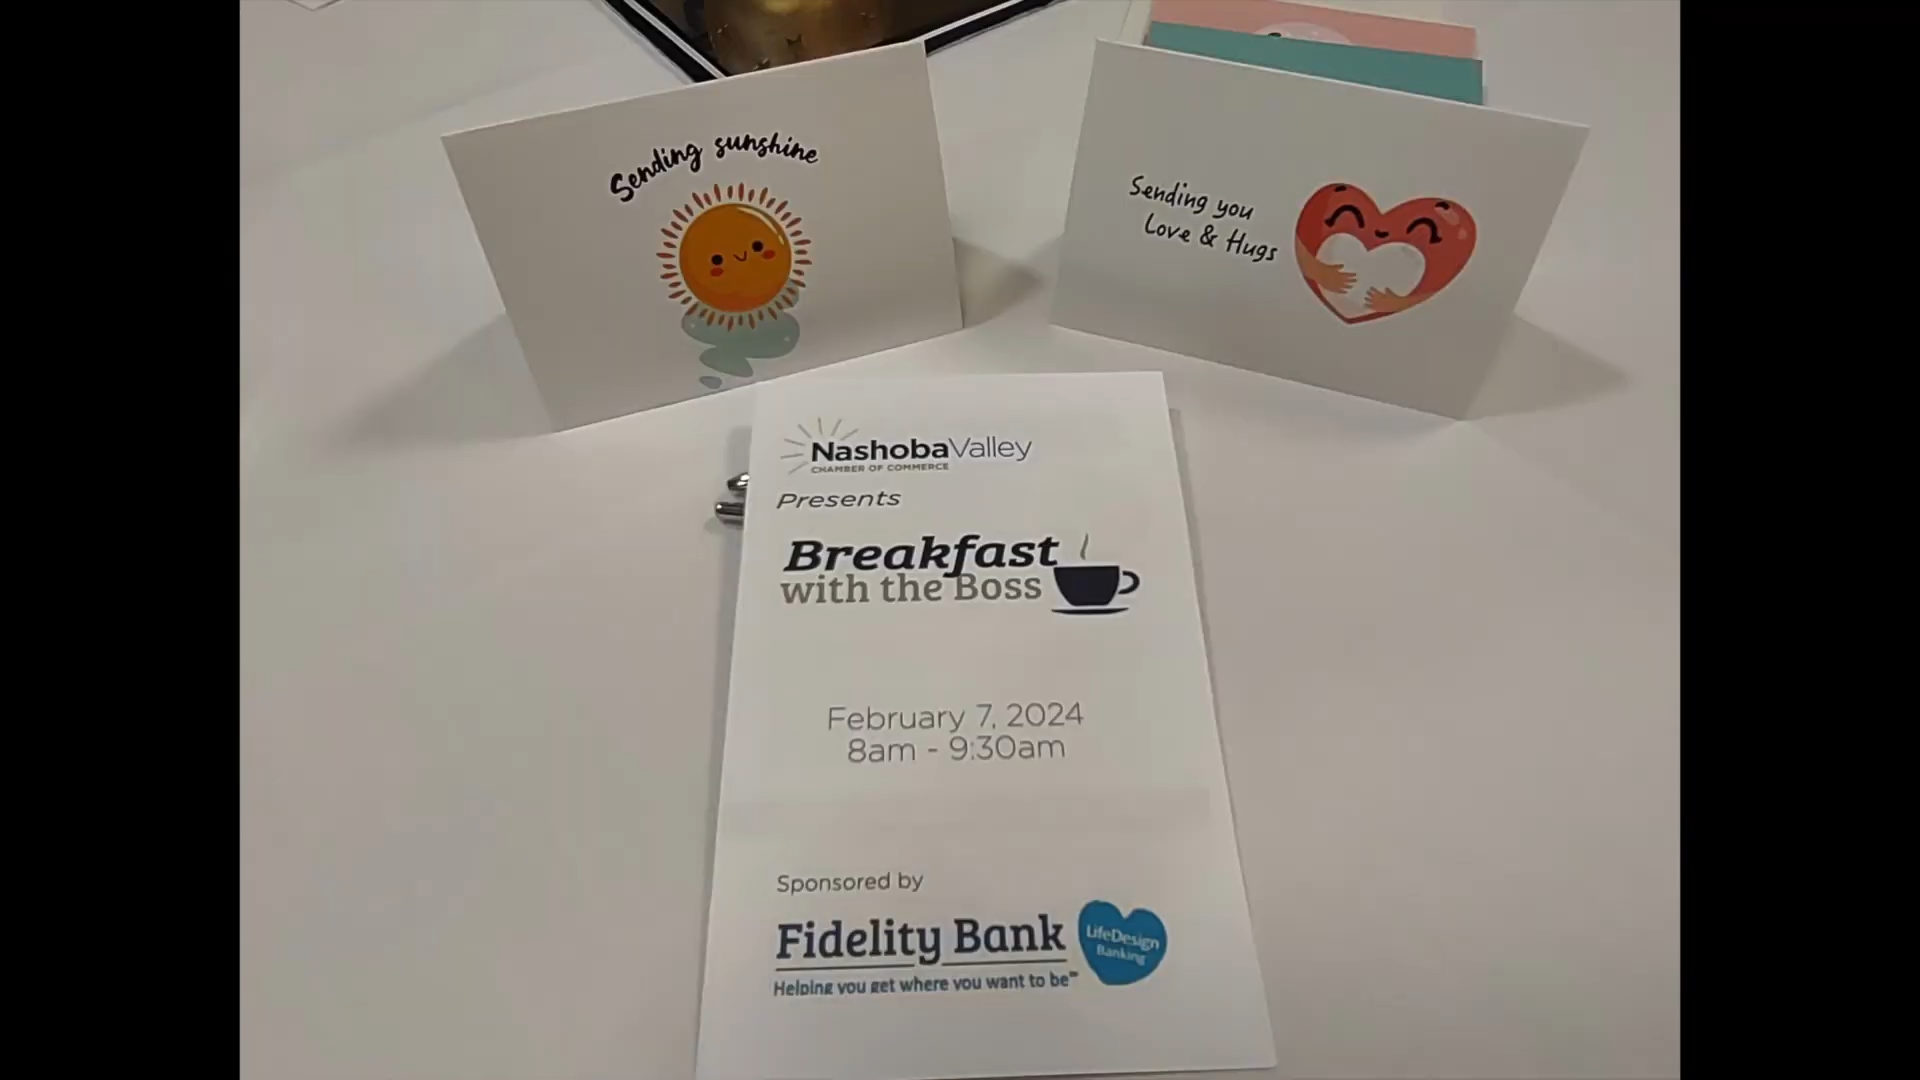 Sending sunshine
Sending you
Love & Hugs
NashobaValley
CHAMBER OF COMMERCE
Presents
Breakfast
with the Boss
February 7, 2024
8am - 9:30am
Sponsored by
Fidelity Bank
LifeDesign
Banking
Helping you get where you want to be℠